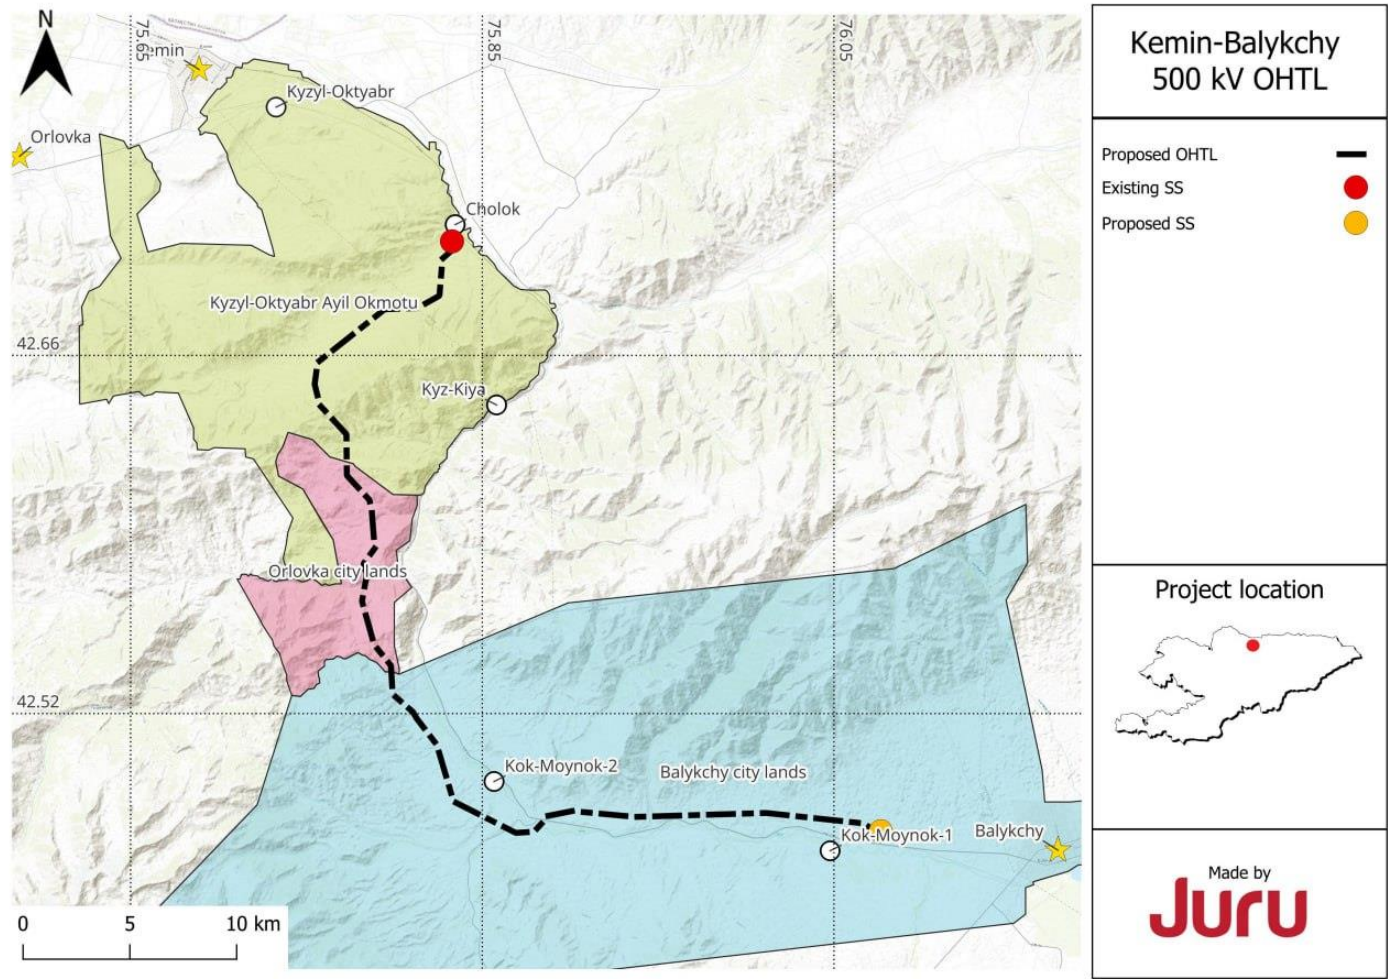 N
75.65
75.85
76.05
emin
Kyzyl-Oktyabr
Orlovka
Cholok
Kyzyl-Oktyabr Ayil Okmotu
42.66
Kyz-Kiya
Orlovka city lands
42.52
Kok-Moynok-2
Balykchy city lands
Kok-Moynok-1
Balykchy
0 5 10 km
Kemin-Balykchy
500 kV OHTL
Proposed OHTL
Existing SS
Proposed SS
Project location
Made by
Juru